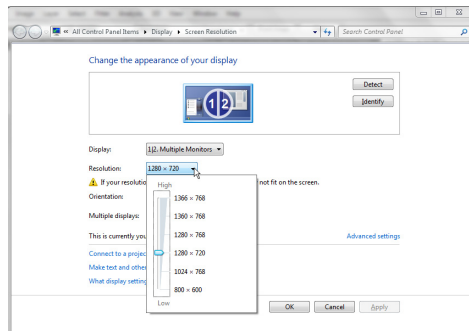 « All Control Panel Items ▸ Display ▸ Screen Resolution
Search Control Panel
Change the appearance of your display
Detect
Identify
1|2
Display: 1|2. Multiple Monitors
Resolution: 1280 × 720
If your resolutio not fit on the screen.
Orientation:
Multiple displays:
This is currently you
Advanced settings
Connect to a projec
Make text and other
What display setting
High
1366 × 768
1360 × 768
1280 × 768
1280 × 720
1024 × 768
800 × 600
Low
OK Cancel Apply